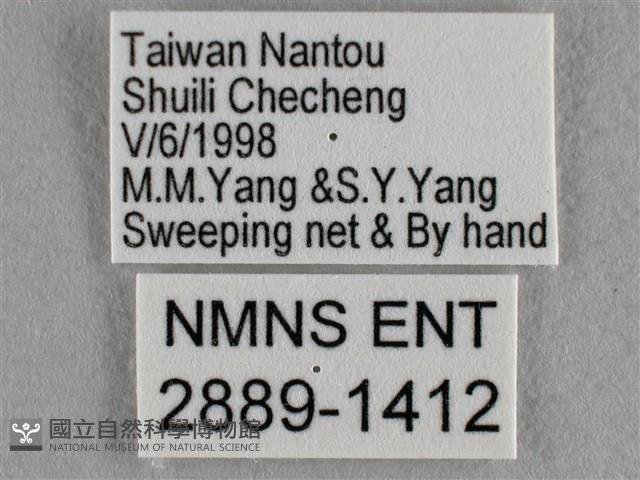 Taiwan Nantou
Shuili Checheng
V/6/1998
M.M.Yang &S.Y.Yang
Sweeping net & By hand
NMNS ENT
2889-1412
國立自然科學博物館
NATIONAL MUSEUM OF NATURAL SCIENCE